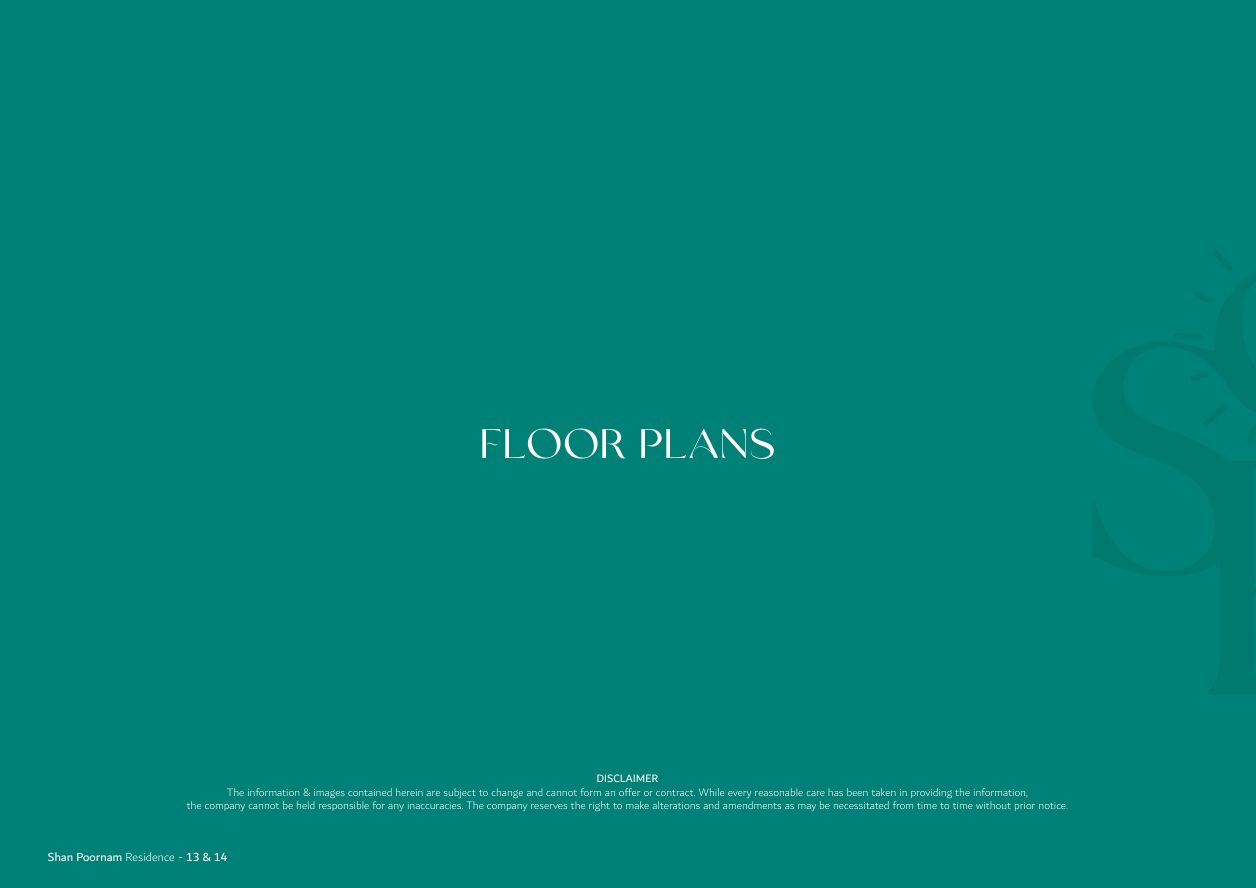 FLOOR PLANS
DISCLAIMER
The information & images contained herein are subject to change and cannot form an offer or contract. While every reasonable care has been taken in providing the information,
the company cannot be held responsible for any inaccuracies. The company reserves the right to make alterations and amendments as may be necessitated from time to time without prior notice.
Shan Poornam Residence - 13 & 14